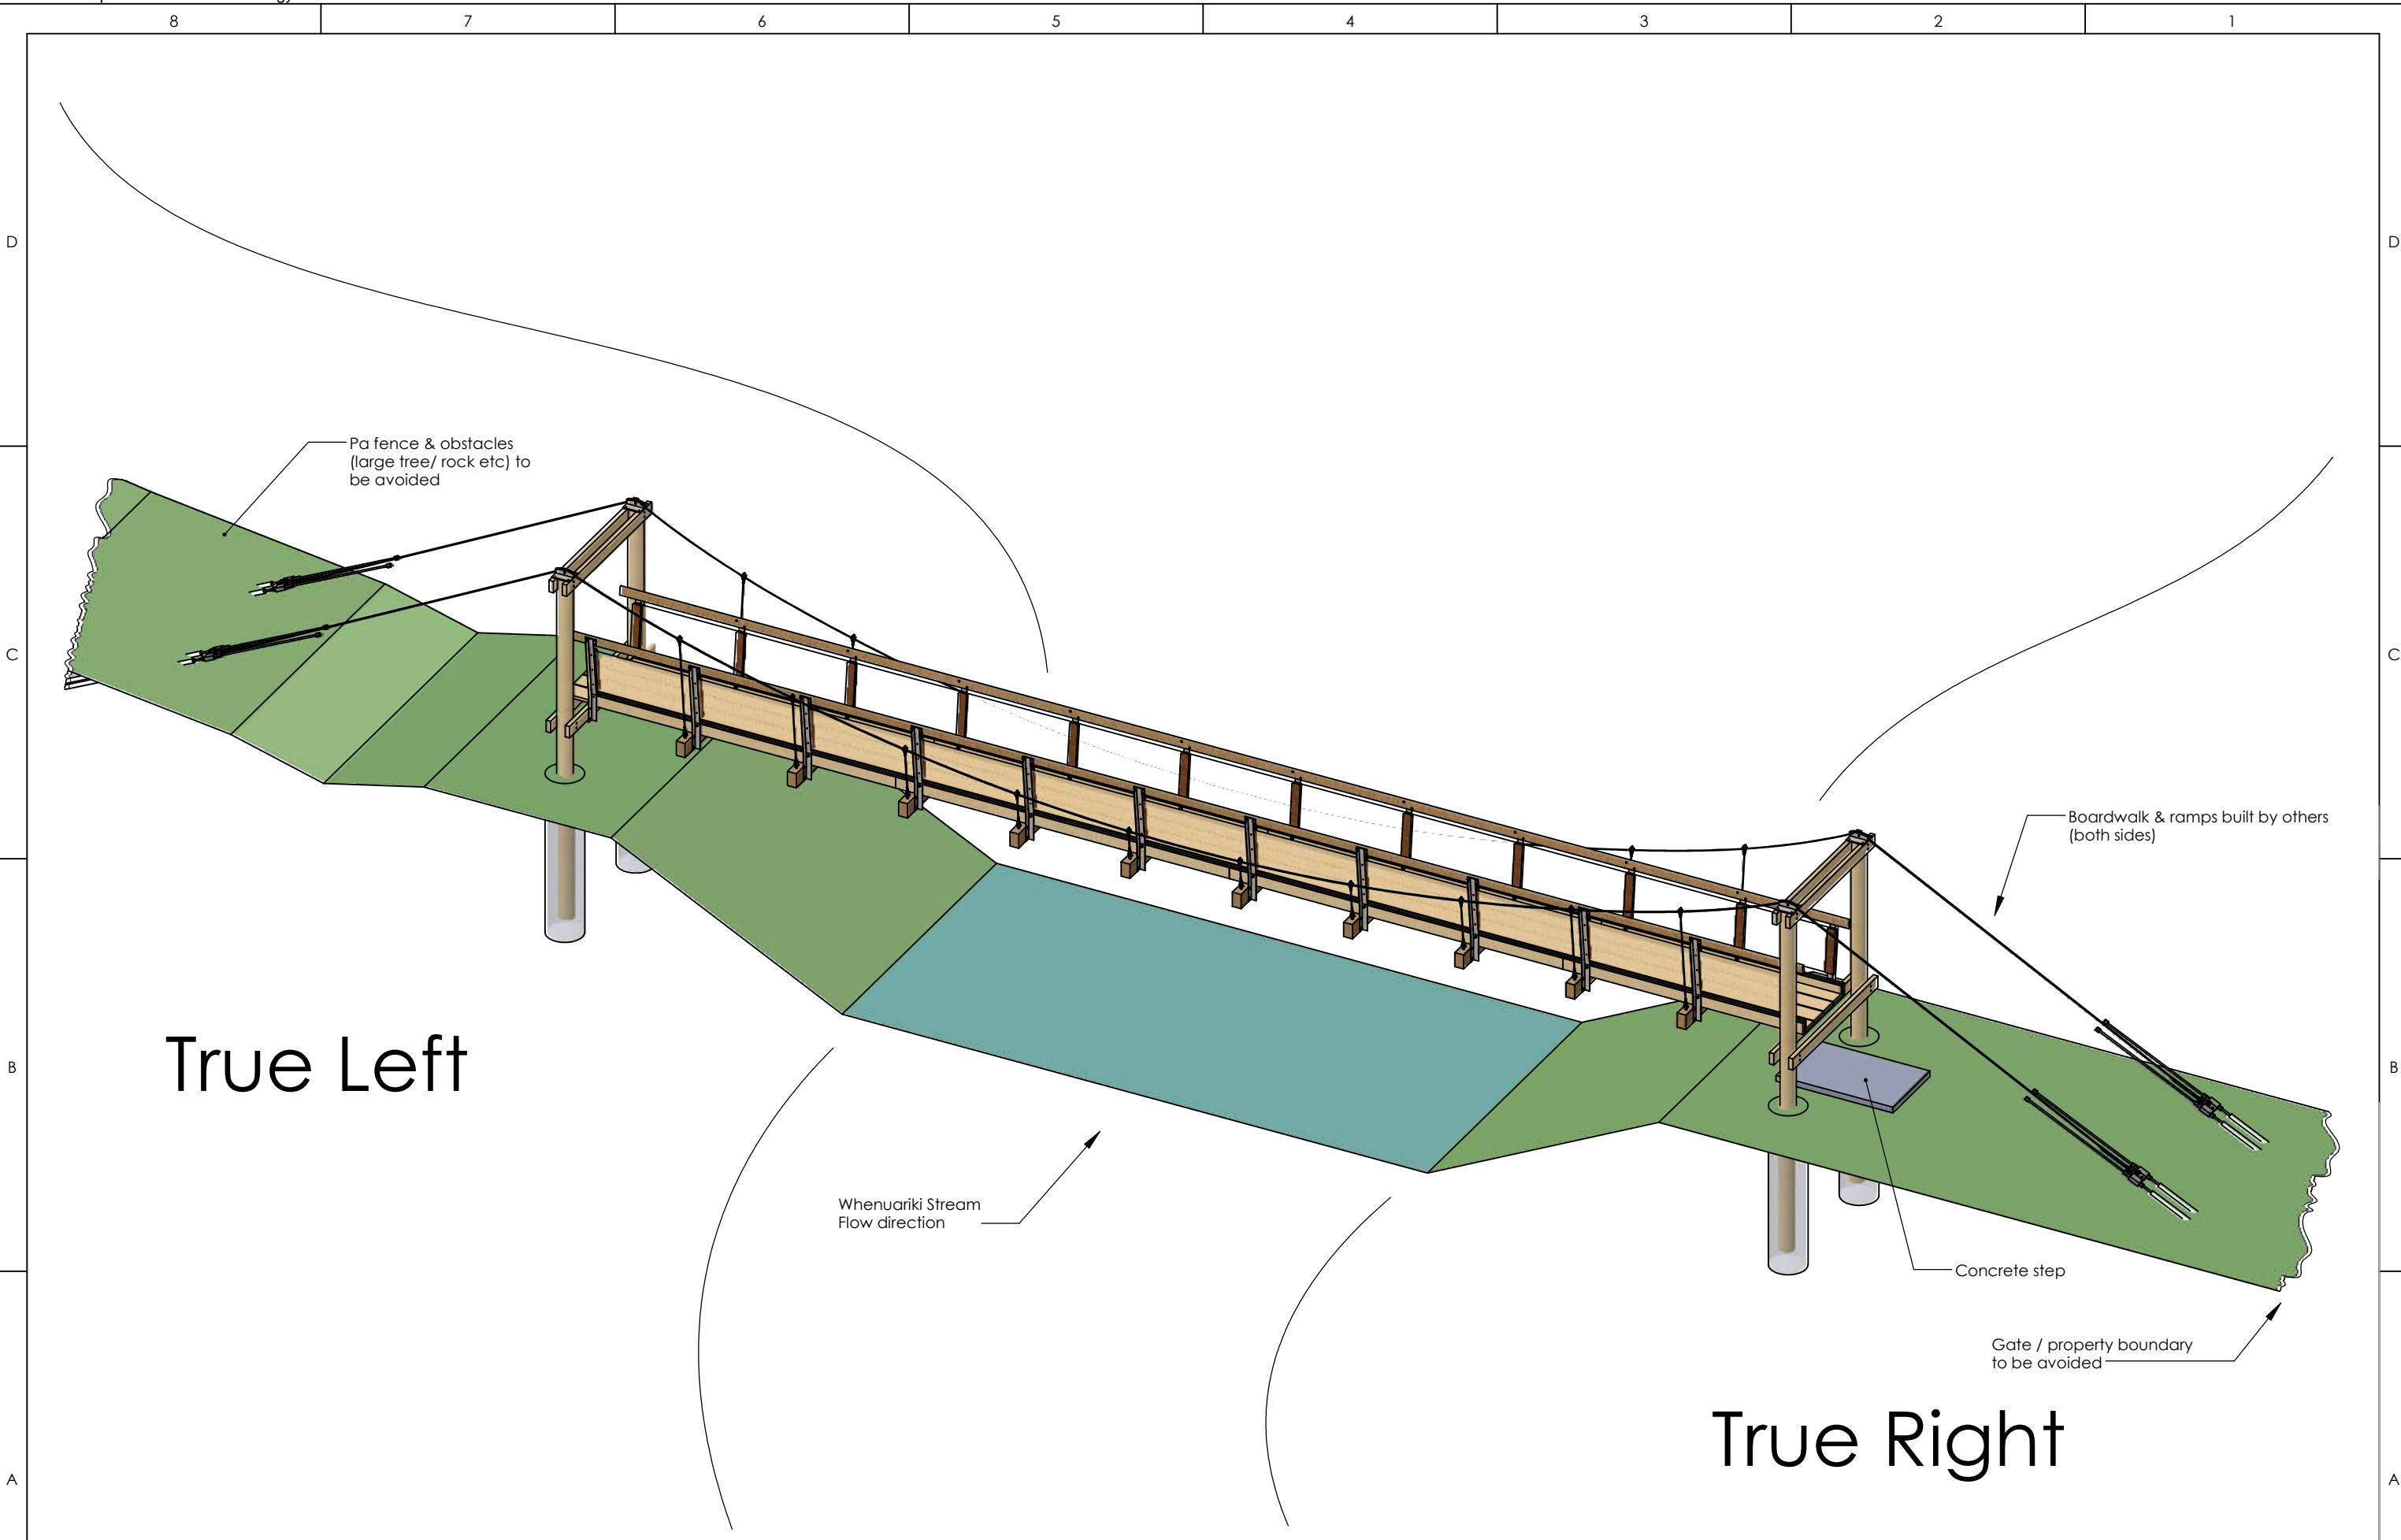 8 7 6 5 4 3 2 1
D D
Pa fence & obstacles
(large tree/ rock etc) to
be avoided
C C
Boardwalk & ramps built by others
(both sides)
True Left
B B
Whenuariki Stream
Flow direction
Concrete step
Gate / property boundary
to be avoided
True Right
A A